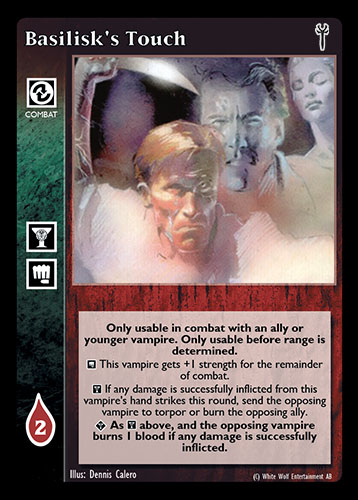 Basilisk's Touch
COMBAT
Only usable in combat with an ally or
younger vampire. Only usable before range is
determined.
This vampire gets +1 strength for the remainder
of combat.
If any damage is successfully inflicted from this
vampire's hand strikes this round, send the opposing
vampire to torpor or burn the opposing ally.
As above, and the opposing vampire
burns 1 blood if any damage is successfully
inflicted.
2
Illus: Dennis Calero
(C) White Wolf Entertainment AB